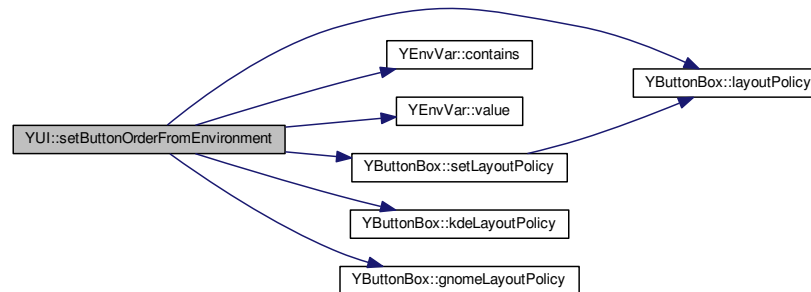 YEnvVar::contains
YButtonBox::layoutPolicy
YEnvVar::value
YUI::setButtonOrderFromEnvironment
YButtonBox::setLayoutPolicy
YButtonBox::kdeLayoutPolicy
YButtonBox::gnomeLayoutPolicy